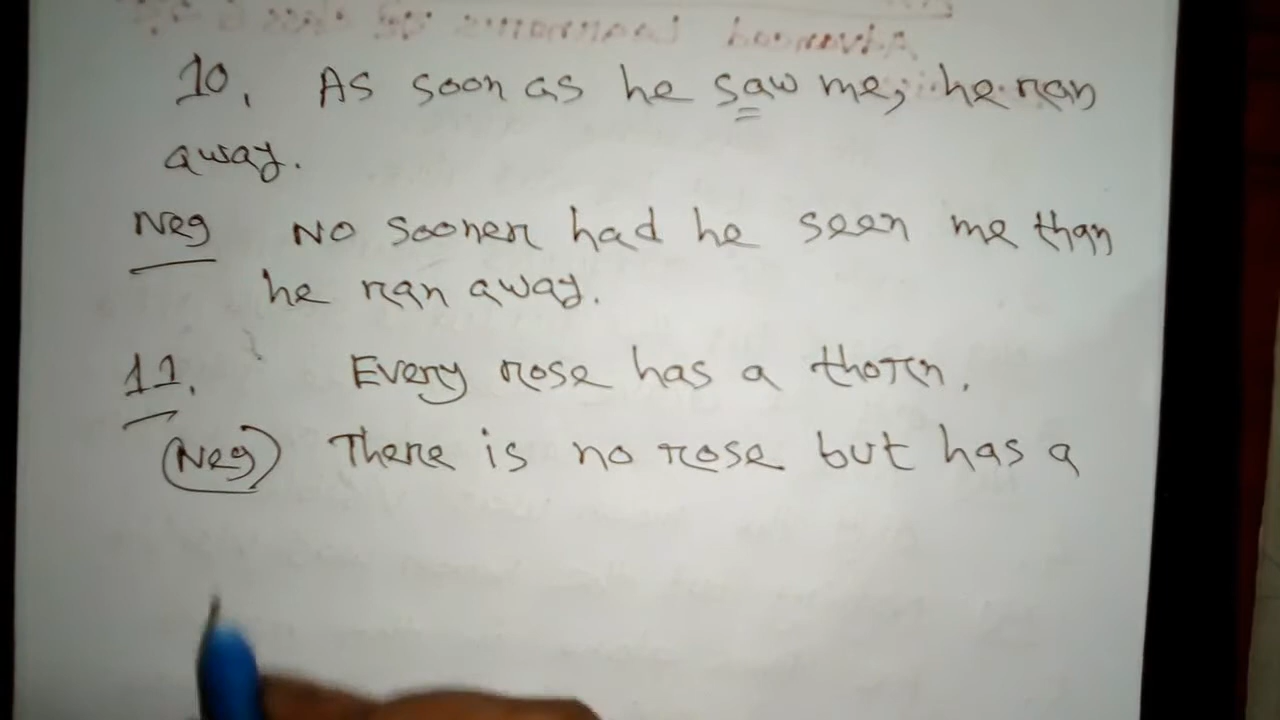 10. As soon as he saw me, he ran
away.
Neg No sooner had he seen me than
he ran away.
11. Every rose has a thorn.
(Neg) There is no rose but has a